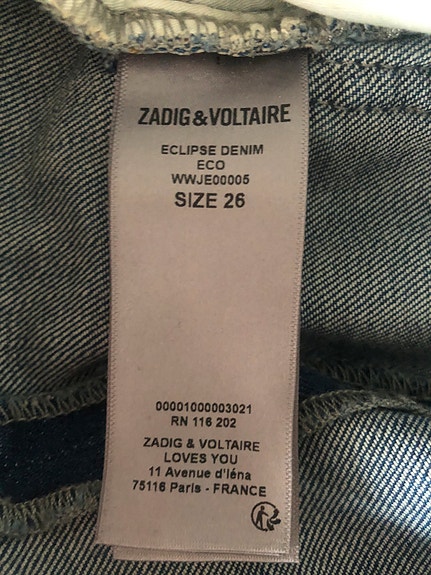 ZADIG&VOLTAIRE
ECLIPSE DENIM
ECO
WWJE00005
SIZE 26
00001000003021
RN 116 202
ZADIG & VOLTAIRE
LOVES YOU
11 Avenue d'léna
75116 Paris - FRANCE